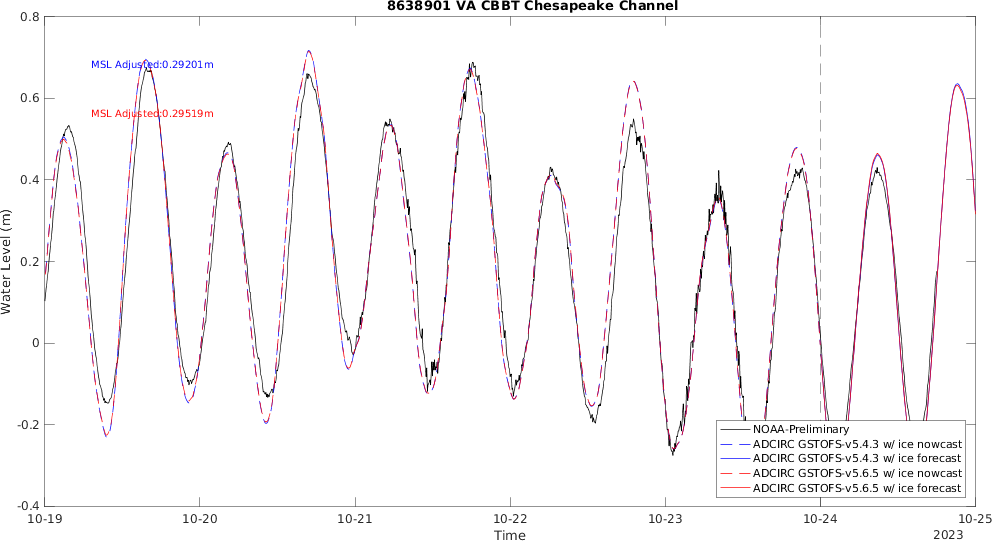 8638901 VA CBBT Chesapeake Channel
0.8
MSL Adjusted:0.29201m
0.6
MSL Adjusted:0.29519m
0.4
Water Level (m)
0.2
0
-0.2
NOAA-Preliminary
ADCIRC GSTOFS-v5.4.3 w/ ice nowcast
ADCIRC GSTOFS-v5.4.3 w/ ice forecast
ADCIRC GSTOFS-v5.6.5 w/ ice nowcast
ADCIRC GSTOFS-v5.6.5 w/ ice forecast
-0.4
10-19 10-20 10-21 10-22 10-23 10-24 10-25
Time
2023